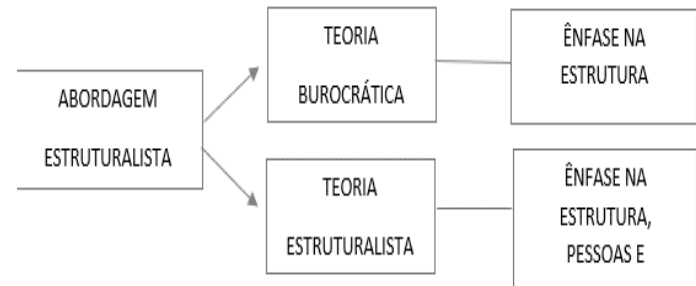 ABORDAGEM
ESTRUTURALISTA
TEORIA
BUROCRÁTICA
ÊNFASE NA
ESTRUTURA
TEORIA
ESTRUTURALISTA
ÊNFASE NA
ESTRUTURA,
PESSOAS E